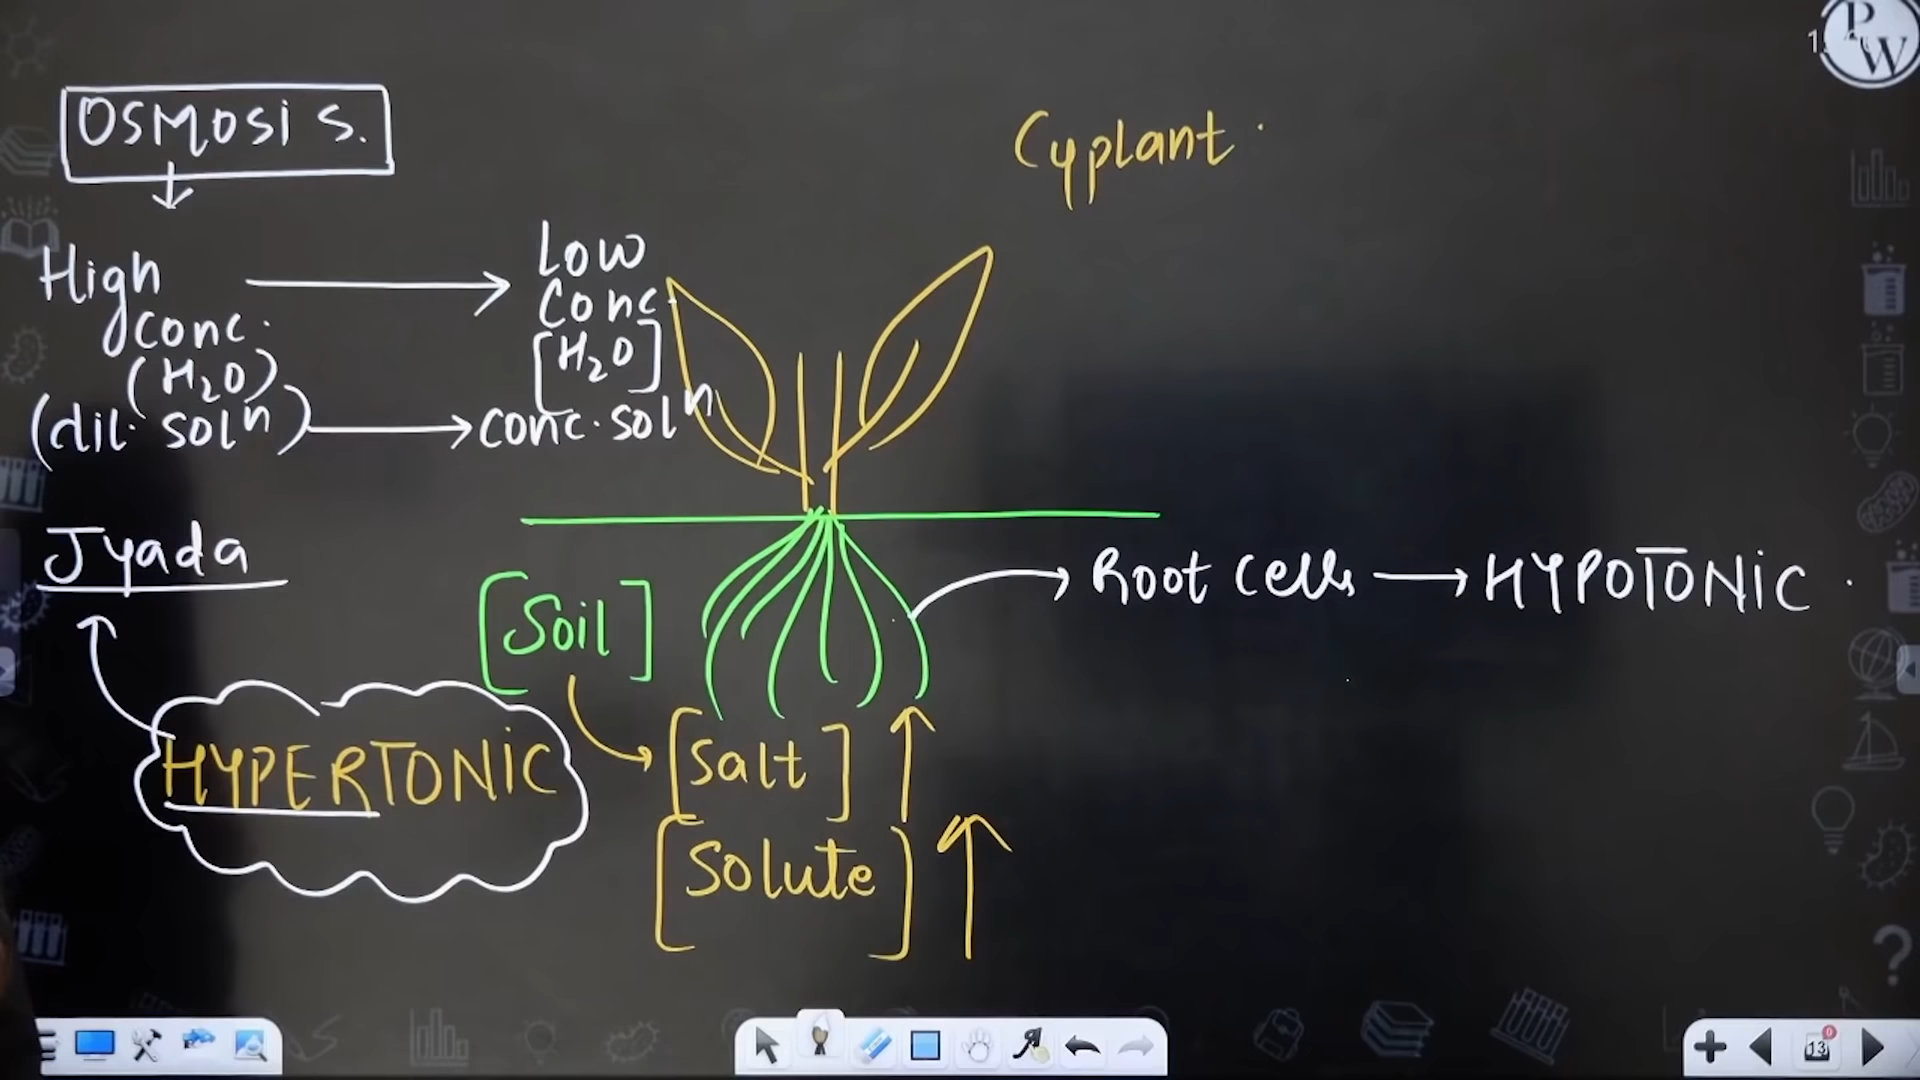 OSMOSIS.
Cyplant.
High conc. (H₂O)
Low conc. [H₂O]
(dil. solⁿ)
conc. solⁿ
Jyada
[Soil]
Root Cells
HYPOTONIC.
HYPERTONIC
[Salt]
[Solute]
PW
13